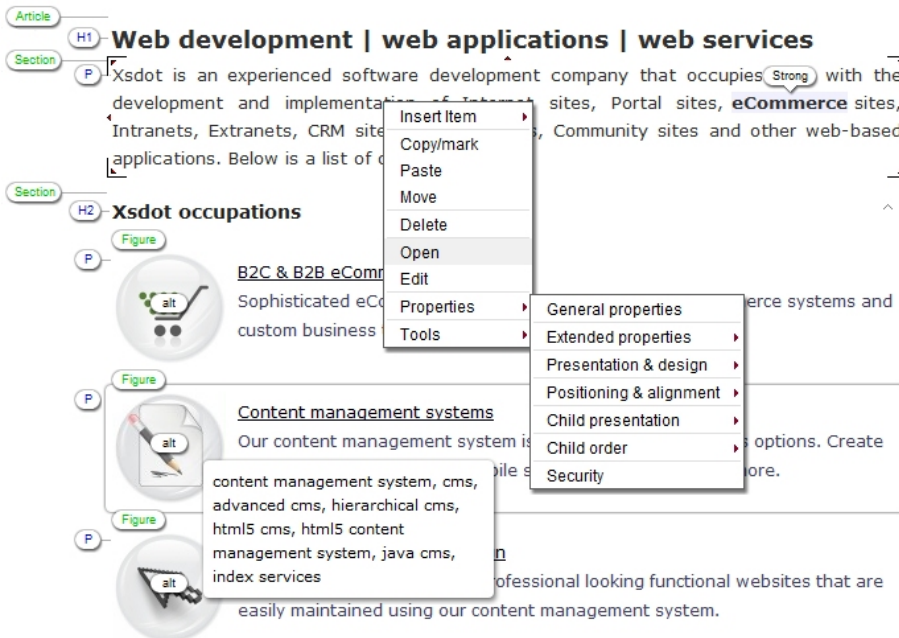 Article
H1 Web development | web applications | web services
Section
P Xsdot is an experienced software development company that occupies Strong with the
development and implementation of Internet sites, Portal sites, eCommerce sites,
Intranets, Extranets, CRM site , Community sites and other web-based
applications. Below is a list of
Insert Item
Copy/mark
Paste
Move
Delete
Open
Edit
Properties
Tools
General properties
Extended properties
Presentation & design
Positioning & alignment
Child presentation
Child order
Security
Section
H2 Xsdot occupations
Figure
P
alt
B2C & B2B eComm
Sophisticated eCo erce systems and
custom business
Figure
P
alt
Content management systems
Our content management system is s options. Create
bile s ore.
content management system, cms,
advanced cms, hierarchical cms,
html5 cms, html5 content
management system, java cms,
index services
Figure
P
alt
n
rofessional looking functional websites that are
easily maintained using our content management system.